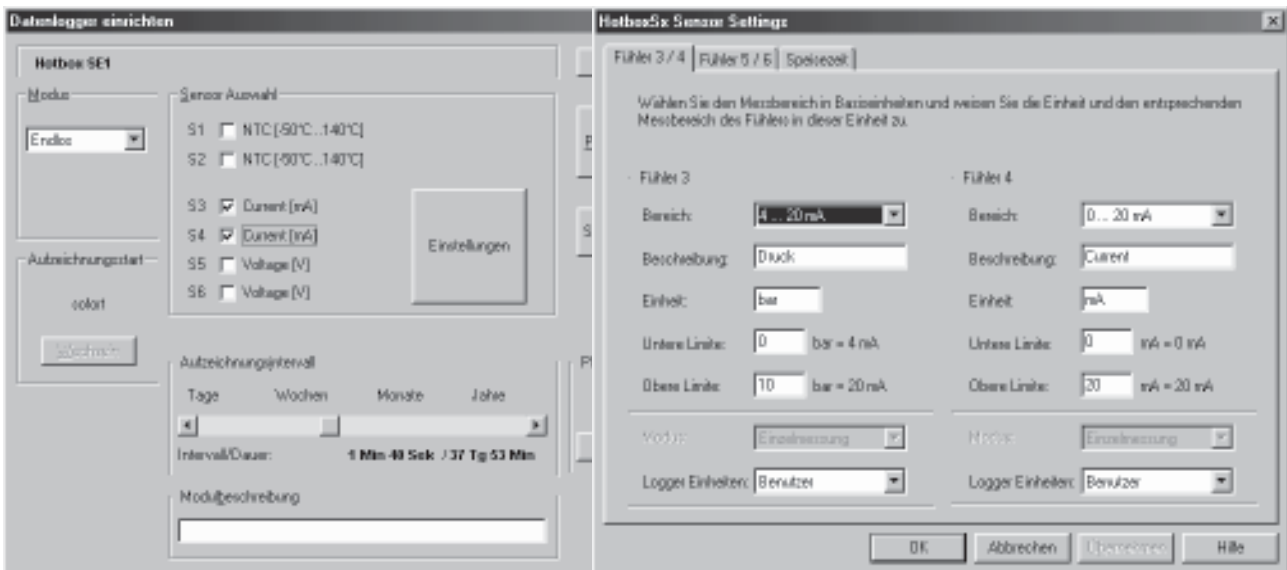 Datenlogger einrichten
Hotbox SE1
Modus
Endlos
Sensor Auswahl
S1 NTC [-50°C...140°C]
S2 NTC [-50°C...140°C]
S3 Current [mA]
S4 Current [mA]
S5 Voltage [V]
S6 Voltage [V]
Einstellungen
Aufzeichnungsstart
sofort
Wechseln
Aufzeichnungsintervall
Tage Wochen Monate Jahre
Intervall/Dauer: 1 Min 40 Sek / 37 Tg 53 Min
Modulbeschreibung
P
S
Pl
HotboxSx Sensor Settings
Fühler 3 / 4 Fühler 5 / 6 Speisezeit
Wählen Sie den Messbereich in Basiseinheiten und weisen Sie die Einheit und den entsprechenden
Messbereich des Fühlers in dieser Einheit zu.
Fühler 3
Bereich: 4 ... 20 mA
Beschreibung: Druck
Einheit: bar
Untere Limite: 0 bar = 4 mA
Obere Limite: 10 bar = 20 mA
Modus: Einzelmessung
Logger Einheiten: Benutzer
Fühler 4
Bereich: 0 ... 20 mA
Beschreibung: Current
Einheit: mA
Untere Limite: 0 mA = 0 mA
Obere Limite: 20 mA = 20 mA
Modus: Einzelmessung
Logger Einheiten: Benutzer
OK Abbrechen Übernehmen Hilfe